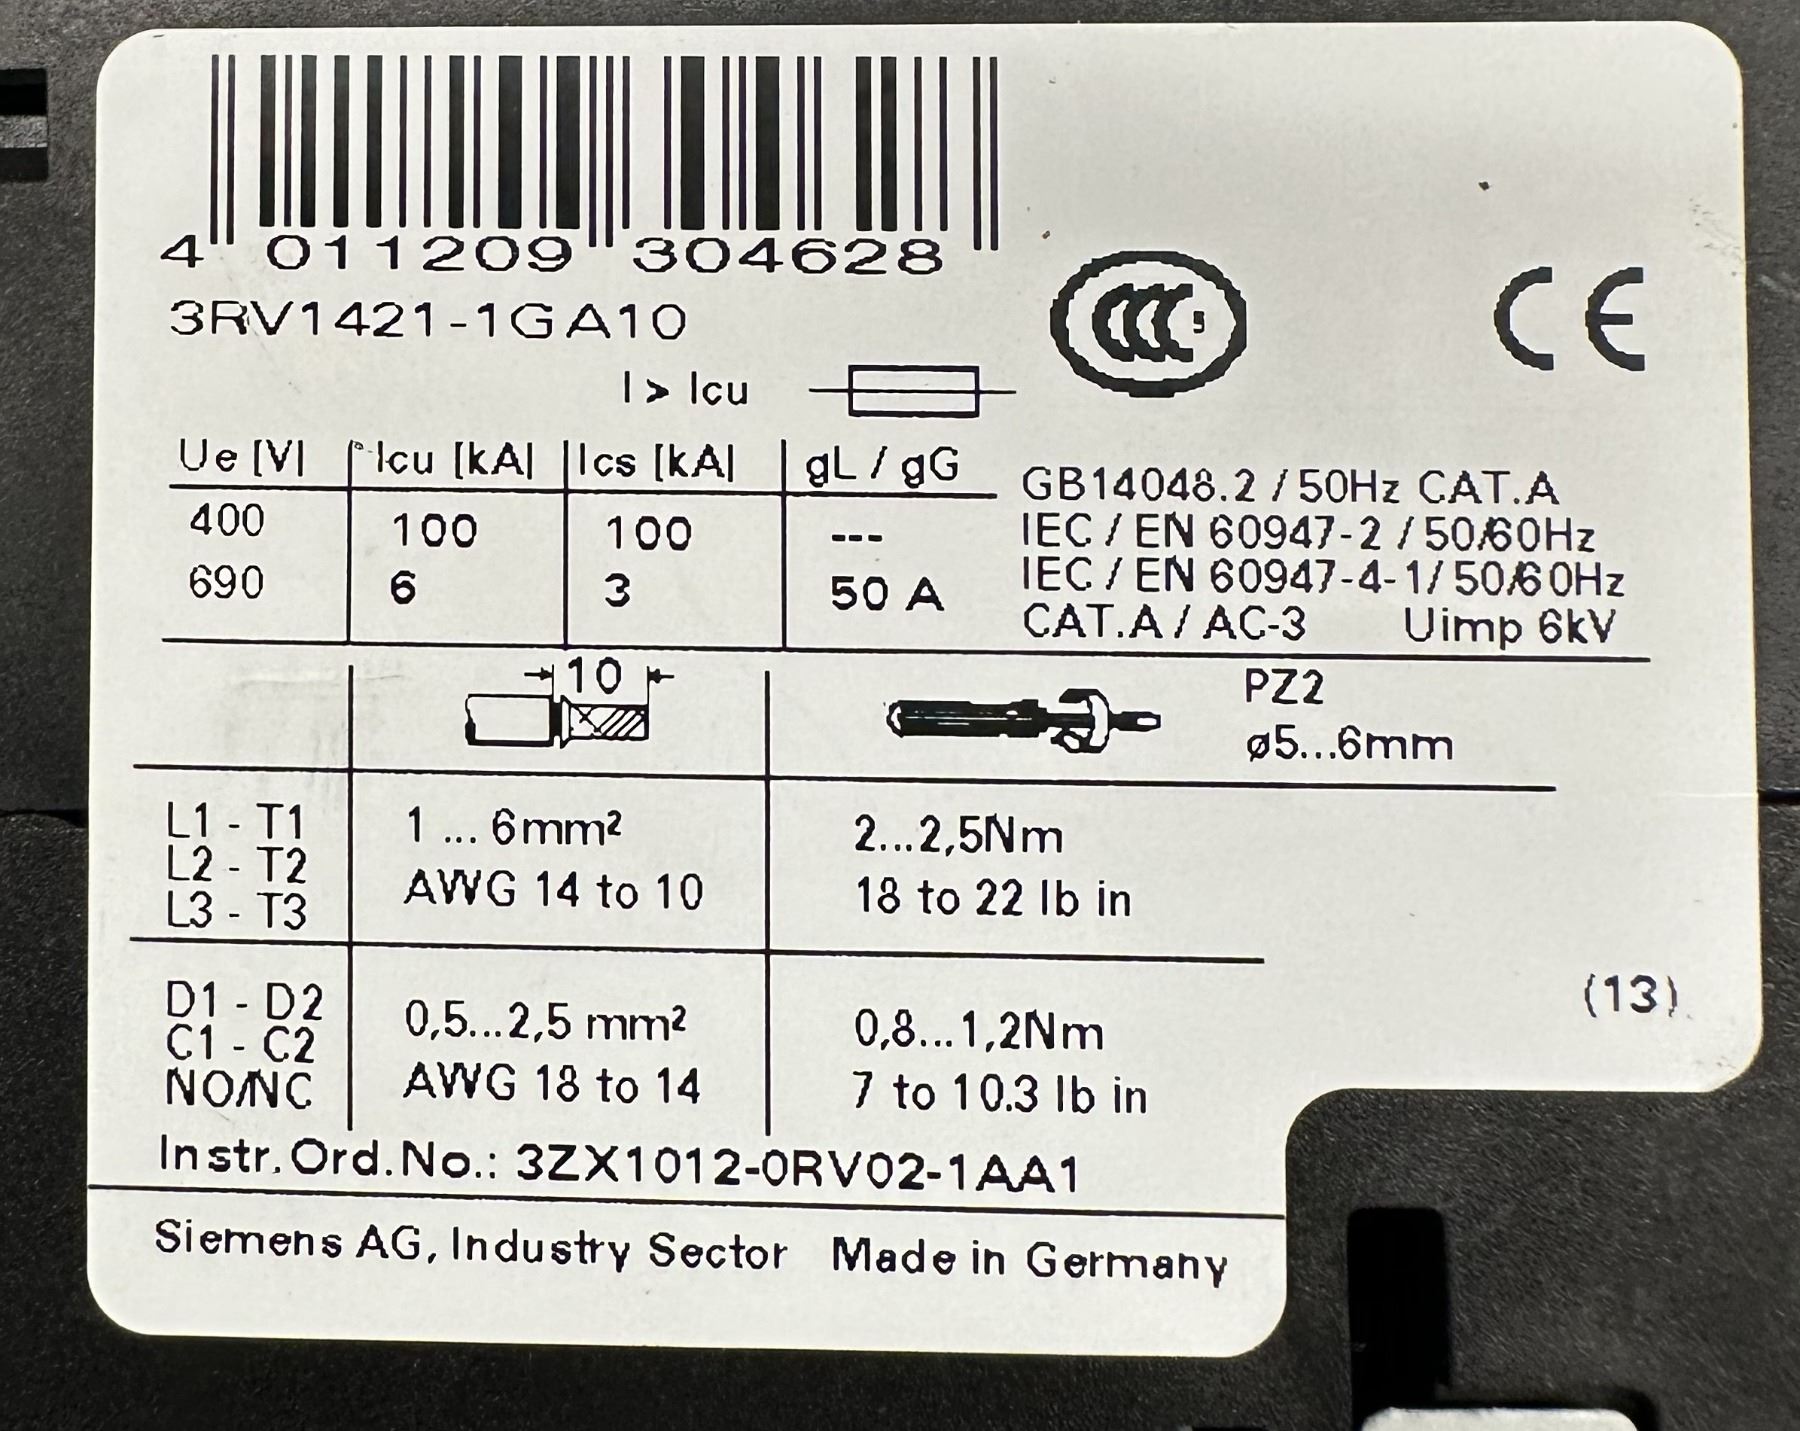 4 011209 304628
3RV1421-1GA10
I > Icu
CCC S
CE
Ue [V] Icu [kA] Ics [kA] gL / gG
400 100 100 ---
690 6 3 50 A
GB14048.2 / 50Hz CAT.A
IEC / EN 60947-2 / 50/60Hz
IEC / EN 60947-4-1/ 50/60Hz
CAT.A / AC-3 Uimp 6kV
10
PZ2
ø5...6mm
L1 - T1
L2 - T2
L3 - T3
1 ... 6mm²
AWG 14 to 10
2...2,5Nm
18 to 22 lb in
D1 - D2
C1 - C2
NO/NC
0,5...2,5 mm²
AWG 18 to 14
0,8...1,2Nm
7 to 10.3 lb in
(13)
Instr. Ord. No.: 3ZX1012-0RV02-1AA1
Siemens AG, Industry Sector Made in Germany